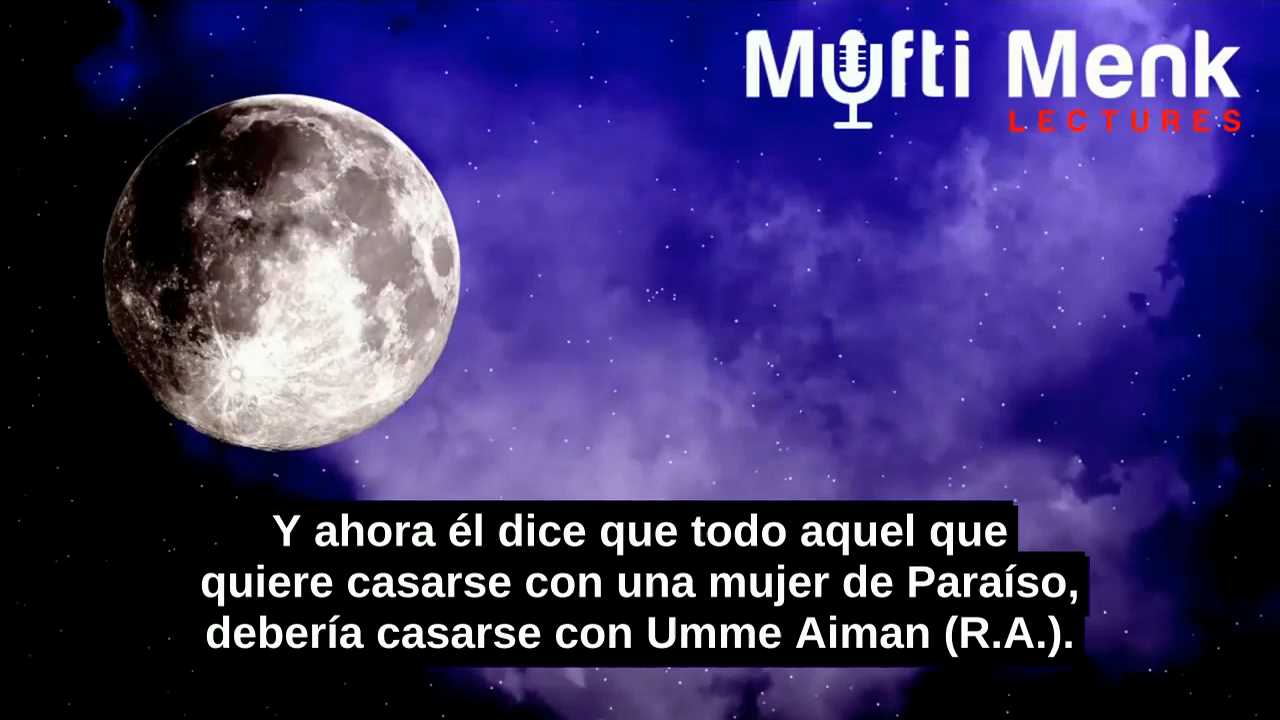 Mufti Menk
LECTURES
Y ahora él dice que todo aquel que
quiere casarse con una mujer de Paraíso,
debería casarse con Umme Aiman (R.A.).